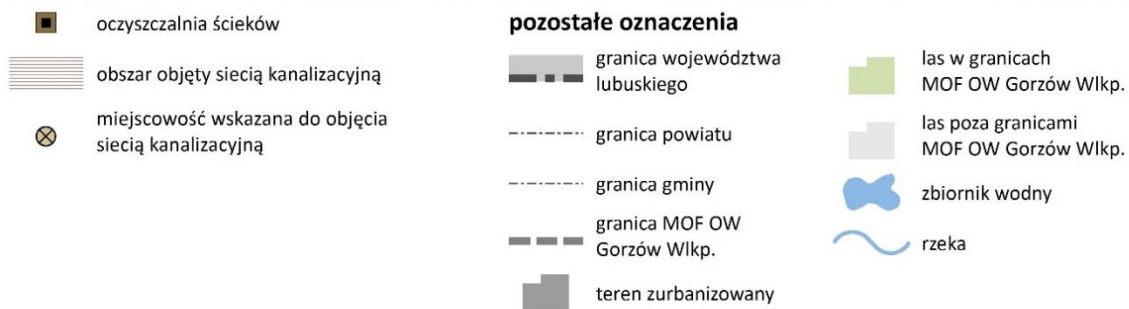 oczyszczalnia ścieków
obszar objęty siecią kanalizacyjną
miejscowość wskazana do objęcia
siecią kanalizacyjną
pozostałe oznaczenia
granica województwa
lubuskiego
granica powiatu
granica gminy
granica MOF OW
Gorzów Wlkp.
teren zurbanizowany
las w granicach
MOF OW Gorzów Wlkp.
las poza granicami
MOF OW Gorzów Wlkp.
zbiornik wodny
rzeka